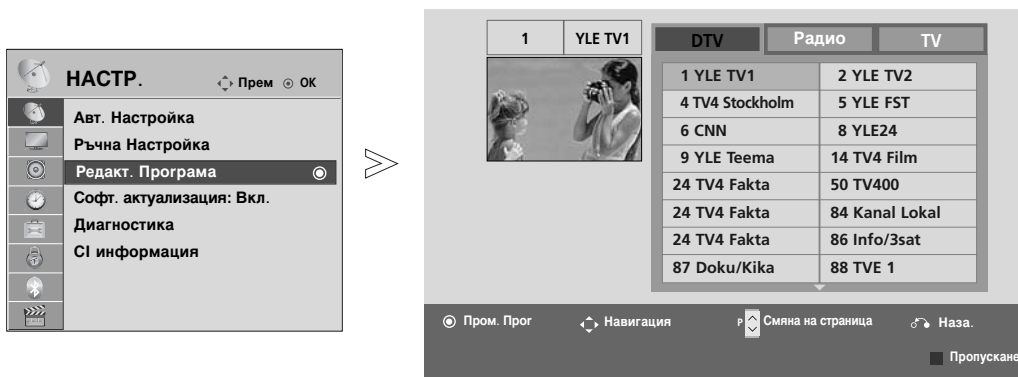 НАСТР. Прем OK
Авт. Настройка
Ръчна Настройка
Редакт. Програма
Софт. актуализация: Вкл.
Диагностика
CI информация
1 YLE TV1
DTV Радио TV
1 YLE TV1 2 YLE TV2
4 TV4 Stockholm 5 YLE FST
6 CNN 8 YLE24
9 YLE Teema 14 TV4 Film
24 TV4 Fakta 50 TV400
24 TV4 Fakta 84 Kanal Lokal
24 TV4 Fakta 86 Info/3sat
87 Doku/Kika 88 TVE 1
Пром. Прог Навигация P Смяна на страница Наза.
Пропускане